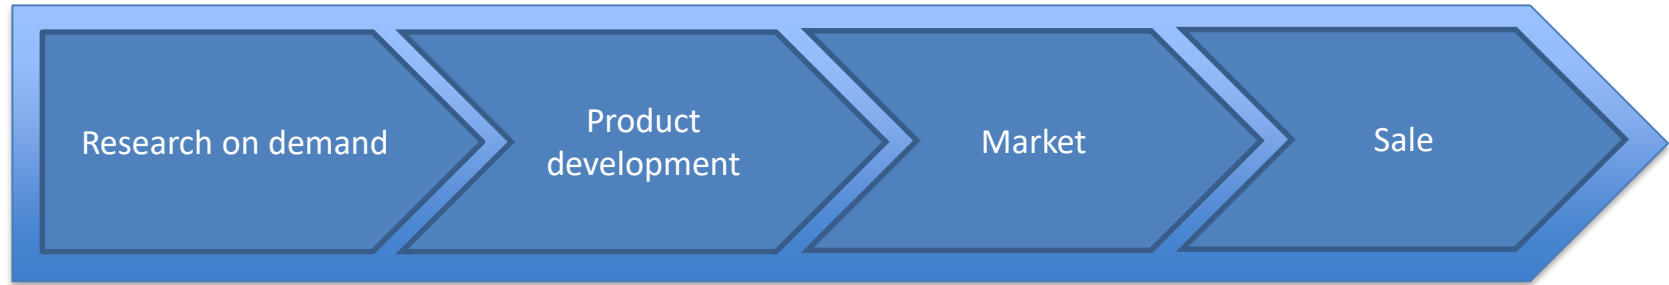 Research on demand
Product
development
Market
Sale